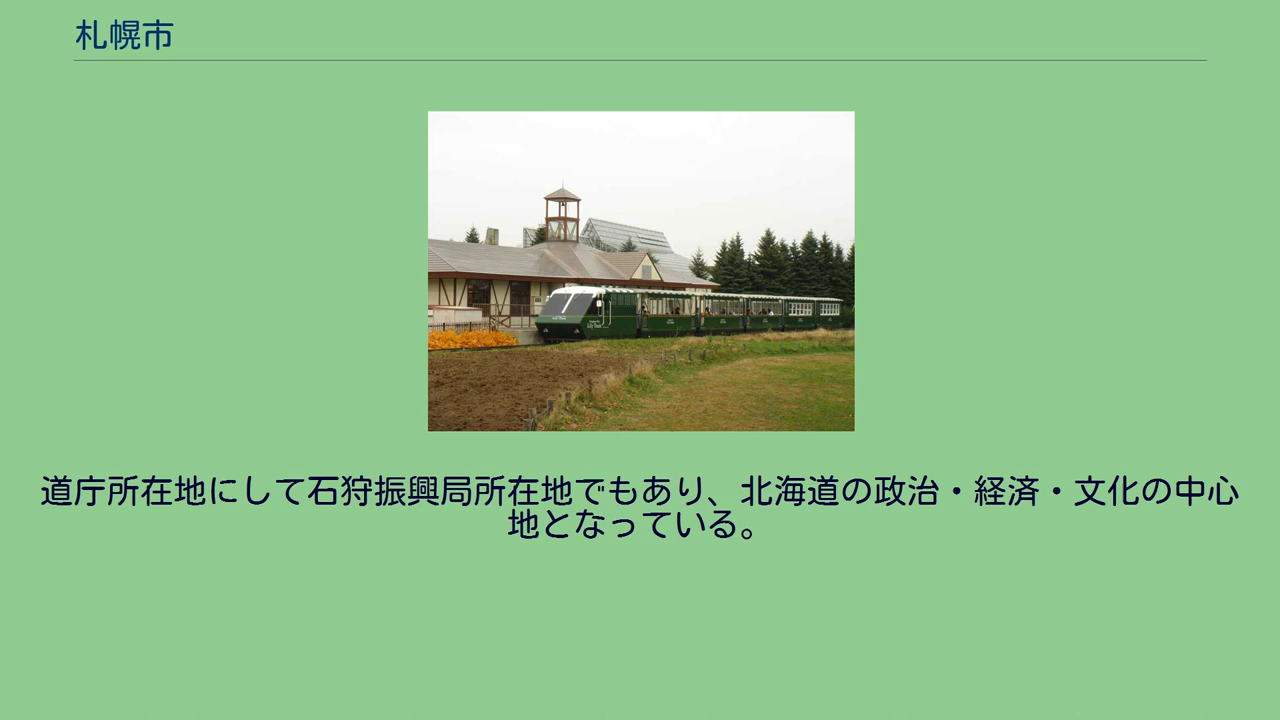 札幌市
道庁所在地にして石狩振興局所在地でもあり、北海道の政治・経済・文化の中心
地となっている。